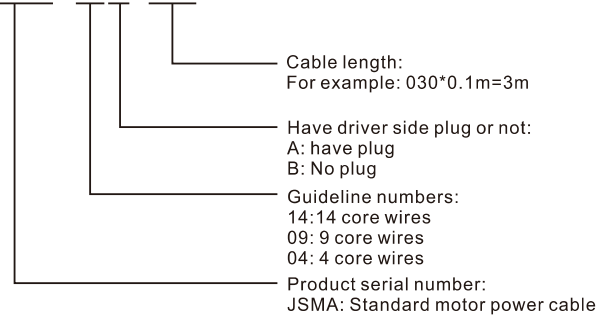 Cable length:
For example: 030*0.1m=3m
Have driver side plug or not:
A: have plug
B: No plug
Guideline numbers:
14:14 core wires
09: 9 core wires
04: 4 core wires
Product serial number:
JSMA: Standard motor power cable